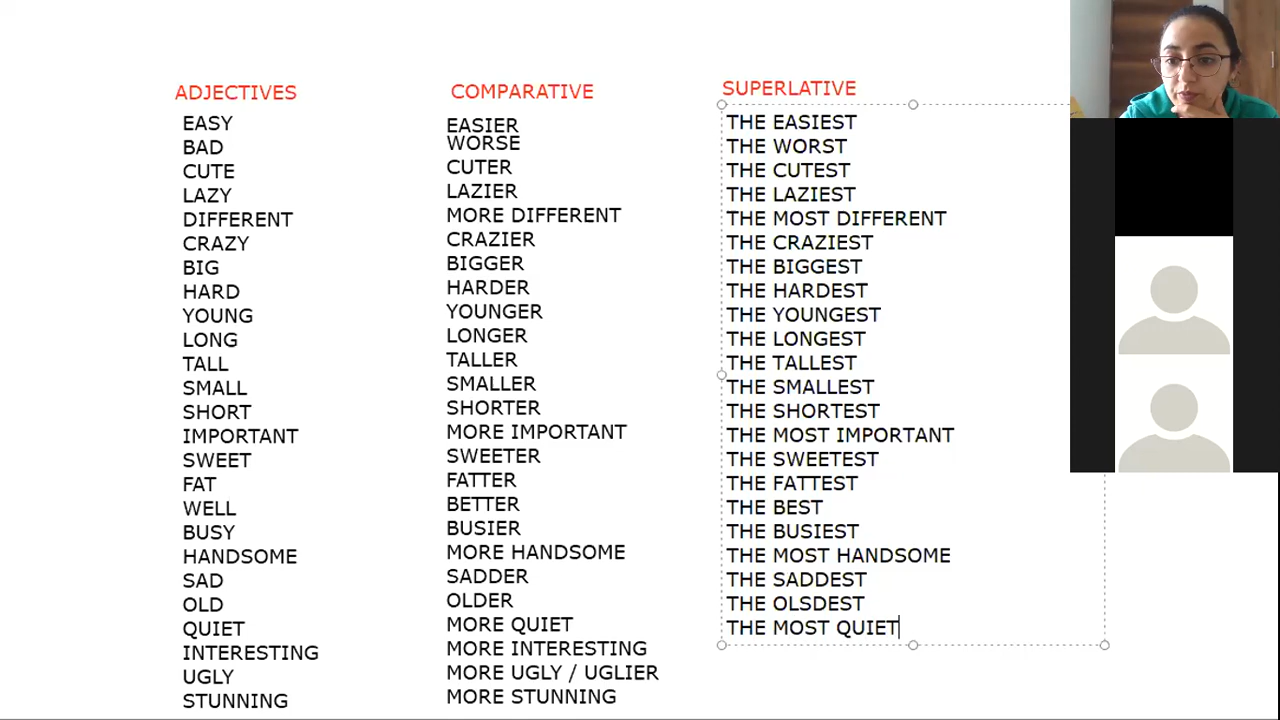 ADJECTIVES
EASY
BAD
CUTE
LAZY
DIFFERENT
CRAZY
BIG
HARD
YOUNG
LONG
TALL
SMALL
SHORT
IMPORTANT
SWEET
FAT
WELL
BUSY
HANDSOME
SAD
OLD
QUIET
INTERESTING
UGLY
STUNNING
COMPARATIVE
EASIER
WORSE
CUTER
LAZIER
MORE DIFFERENT
CRAZIER
BIGGER
HARDER
YOUNGER
LONGER
TALLER
SMALLER
SHORTER
MORE IMPORTANT
SWEETER
FATTER
BETTER
BUSIER
MORE HANDSOME
SADDER
OLDER
MORE QUIET
MORE INTERESTING
MORE UGLY / UGLIER
MORE STUNNING
SUPERLATIVE
THE EASIEST
THE WORST
THE CUTEST
THE LAZIEST
THE MOST DIFFERENT
THE CRAZIEST
THE BIGGEST
THE HARDEST
THE YOUNGEST
THE LONGEST
THE TALLEST
THE SMALLEST
THE SHORTEST
THE MOST IMPORTANT
THE SWEETEST
THE FATTEST
THE BEST
THE BUSIEST
THE MOST HANDSOME
THE SADDEST
THE OLSDEST
THE MOST QUIET